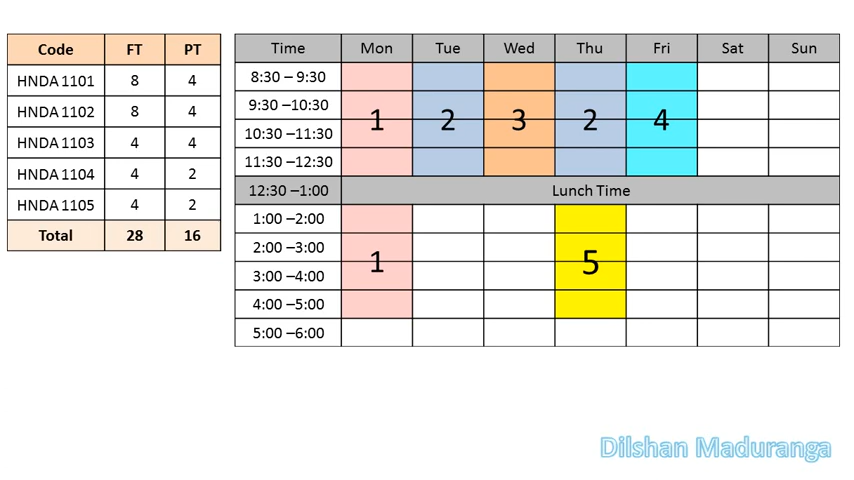 Code FT PT
HNDA 1101 8 4
HNDA 1102 8 4
HNDA 1103 4 4
HNDA 1104 4 2
HNDA 1105 4 2
Total 28 16
Time Mon Tue Wed Thu Fri Sat Sun
8:30 – 9:30
9:30 –10:30
1 2 3 2 4
10:30 –11:30
11:30 –12:30
12:30 –1:00 Lunch Time
1:00 –2:00
2:00 –3:00
1 5
3:00 –4:00
4:00 –5:00
5:00 –6:00
Dilshan Maduranga